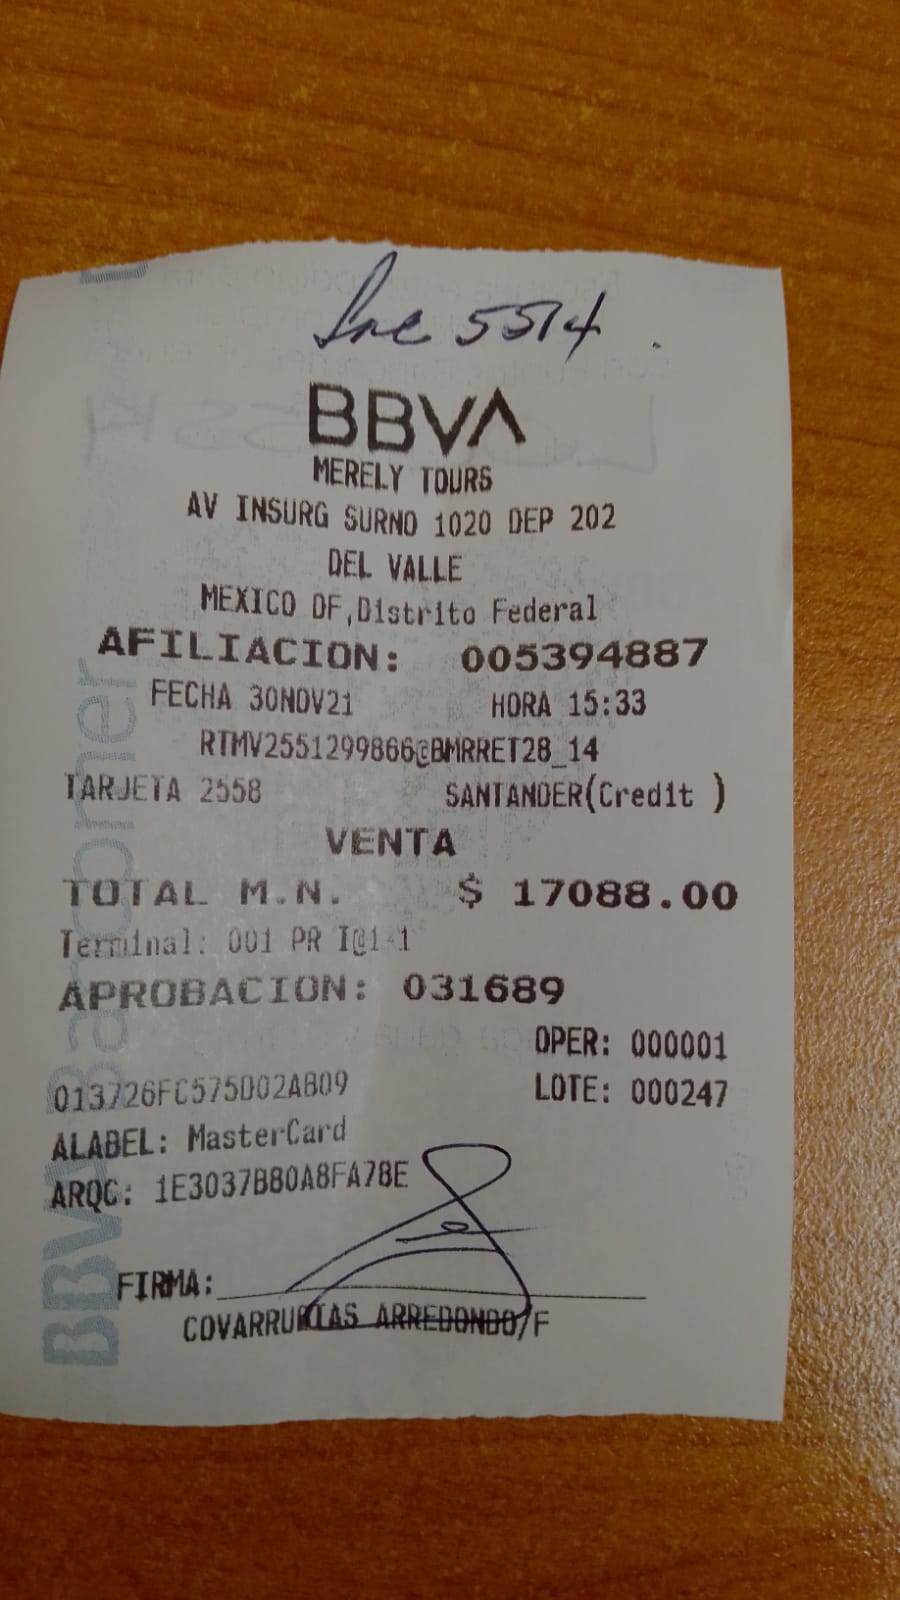 5514
BBVA
MERELY TOURS
AV INSURG SURNO 1020 DEP 202
DEL VALLE
MEXICO DF,Distrito Federal
AFILIACION: 005394887
FECHA 30NOV21 HORA 15:33
RTMV2551299866@BMRRET28_14
TARJETA 2558 SANTANDER(Credit )
VENTA
TOTAL M.N. $ 17088.00
Terminal: 001 PR I@1-1
APROBACION: 031689
OPER: 000001
013726FC575D02AB09 LOTE: 000247
ALABEL: MasterCard
ARQC: 1E3037B80A8FA78E
FIRMA:
COVARRUBIAS ARREDONDO/F
BBVA Bancomer